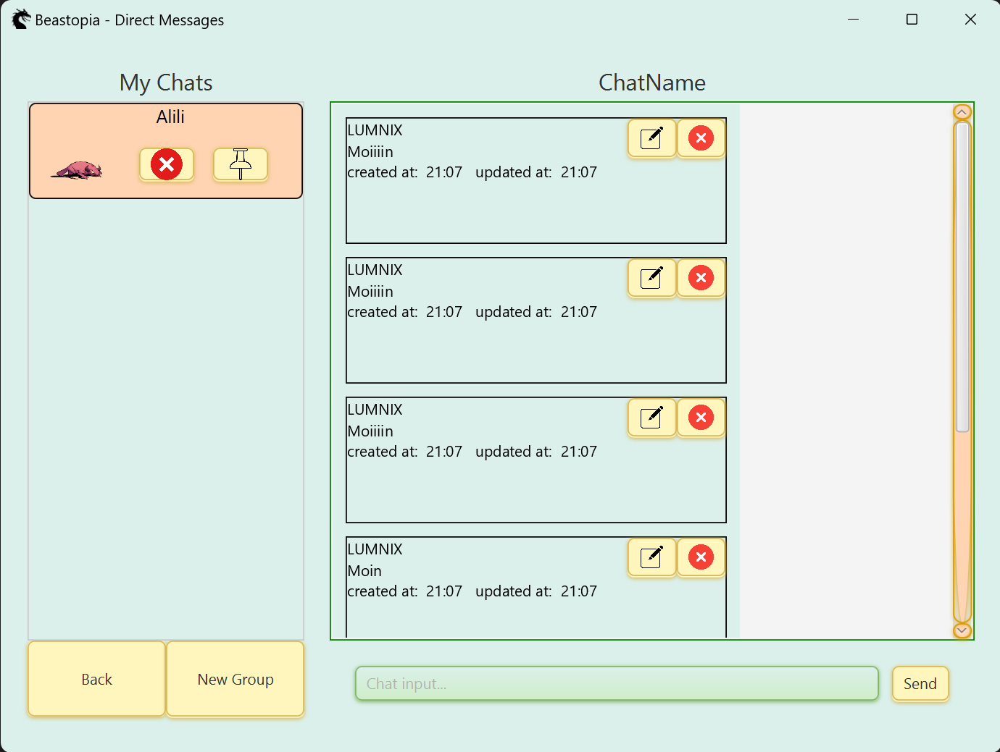 Beastopia - Direct Messages
My Chats
Alili
Back
New Group
ChatName
LUMNIX
Moiiiin
created at: 21:07 updated at: 21:07
LUMNIX
Moiiiin
created at: 21:07 updated at: 21:07
LUMNIX
Moiiiin
created at: 21:07 updated at: 21:07
LUMNIX
Moin
created at: 21:07 updated at: 21:07
Chat input...
Send